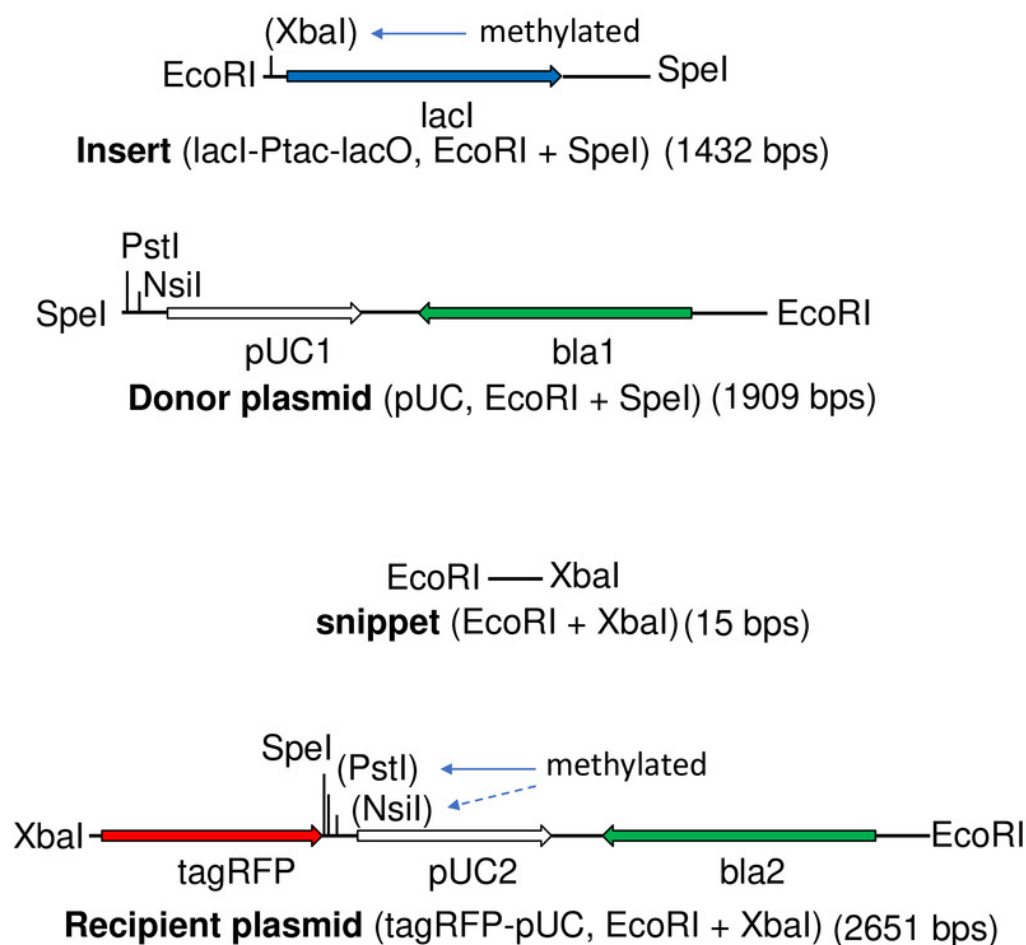 (XbaI) methylated
EcoRI SpeI
lacI
Insert (lacI-Ptac-lacO, EcoRI + SpeI) (1432 bps)
PstI
NsiI
SpeI EcoRI
pUC1 bla1
Donor plasmid (pUC, EcoRI + SpeI) (1909 bps)
EcoRI XbaI
snippet (EcoRI + XbaI) (15 bps)
SpeI
(PstI) methylated
(NsiI)
XbaI EcoRI
tagRFP pUC2 bla2
Recipient plasmid (tagRFP-pUC, EcoRI + XbaI) (2651 bps)